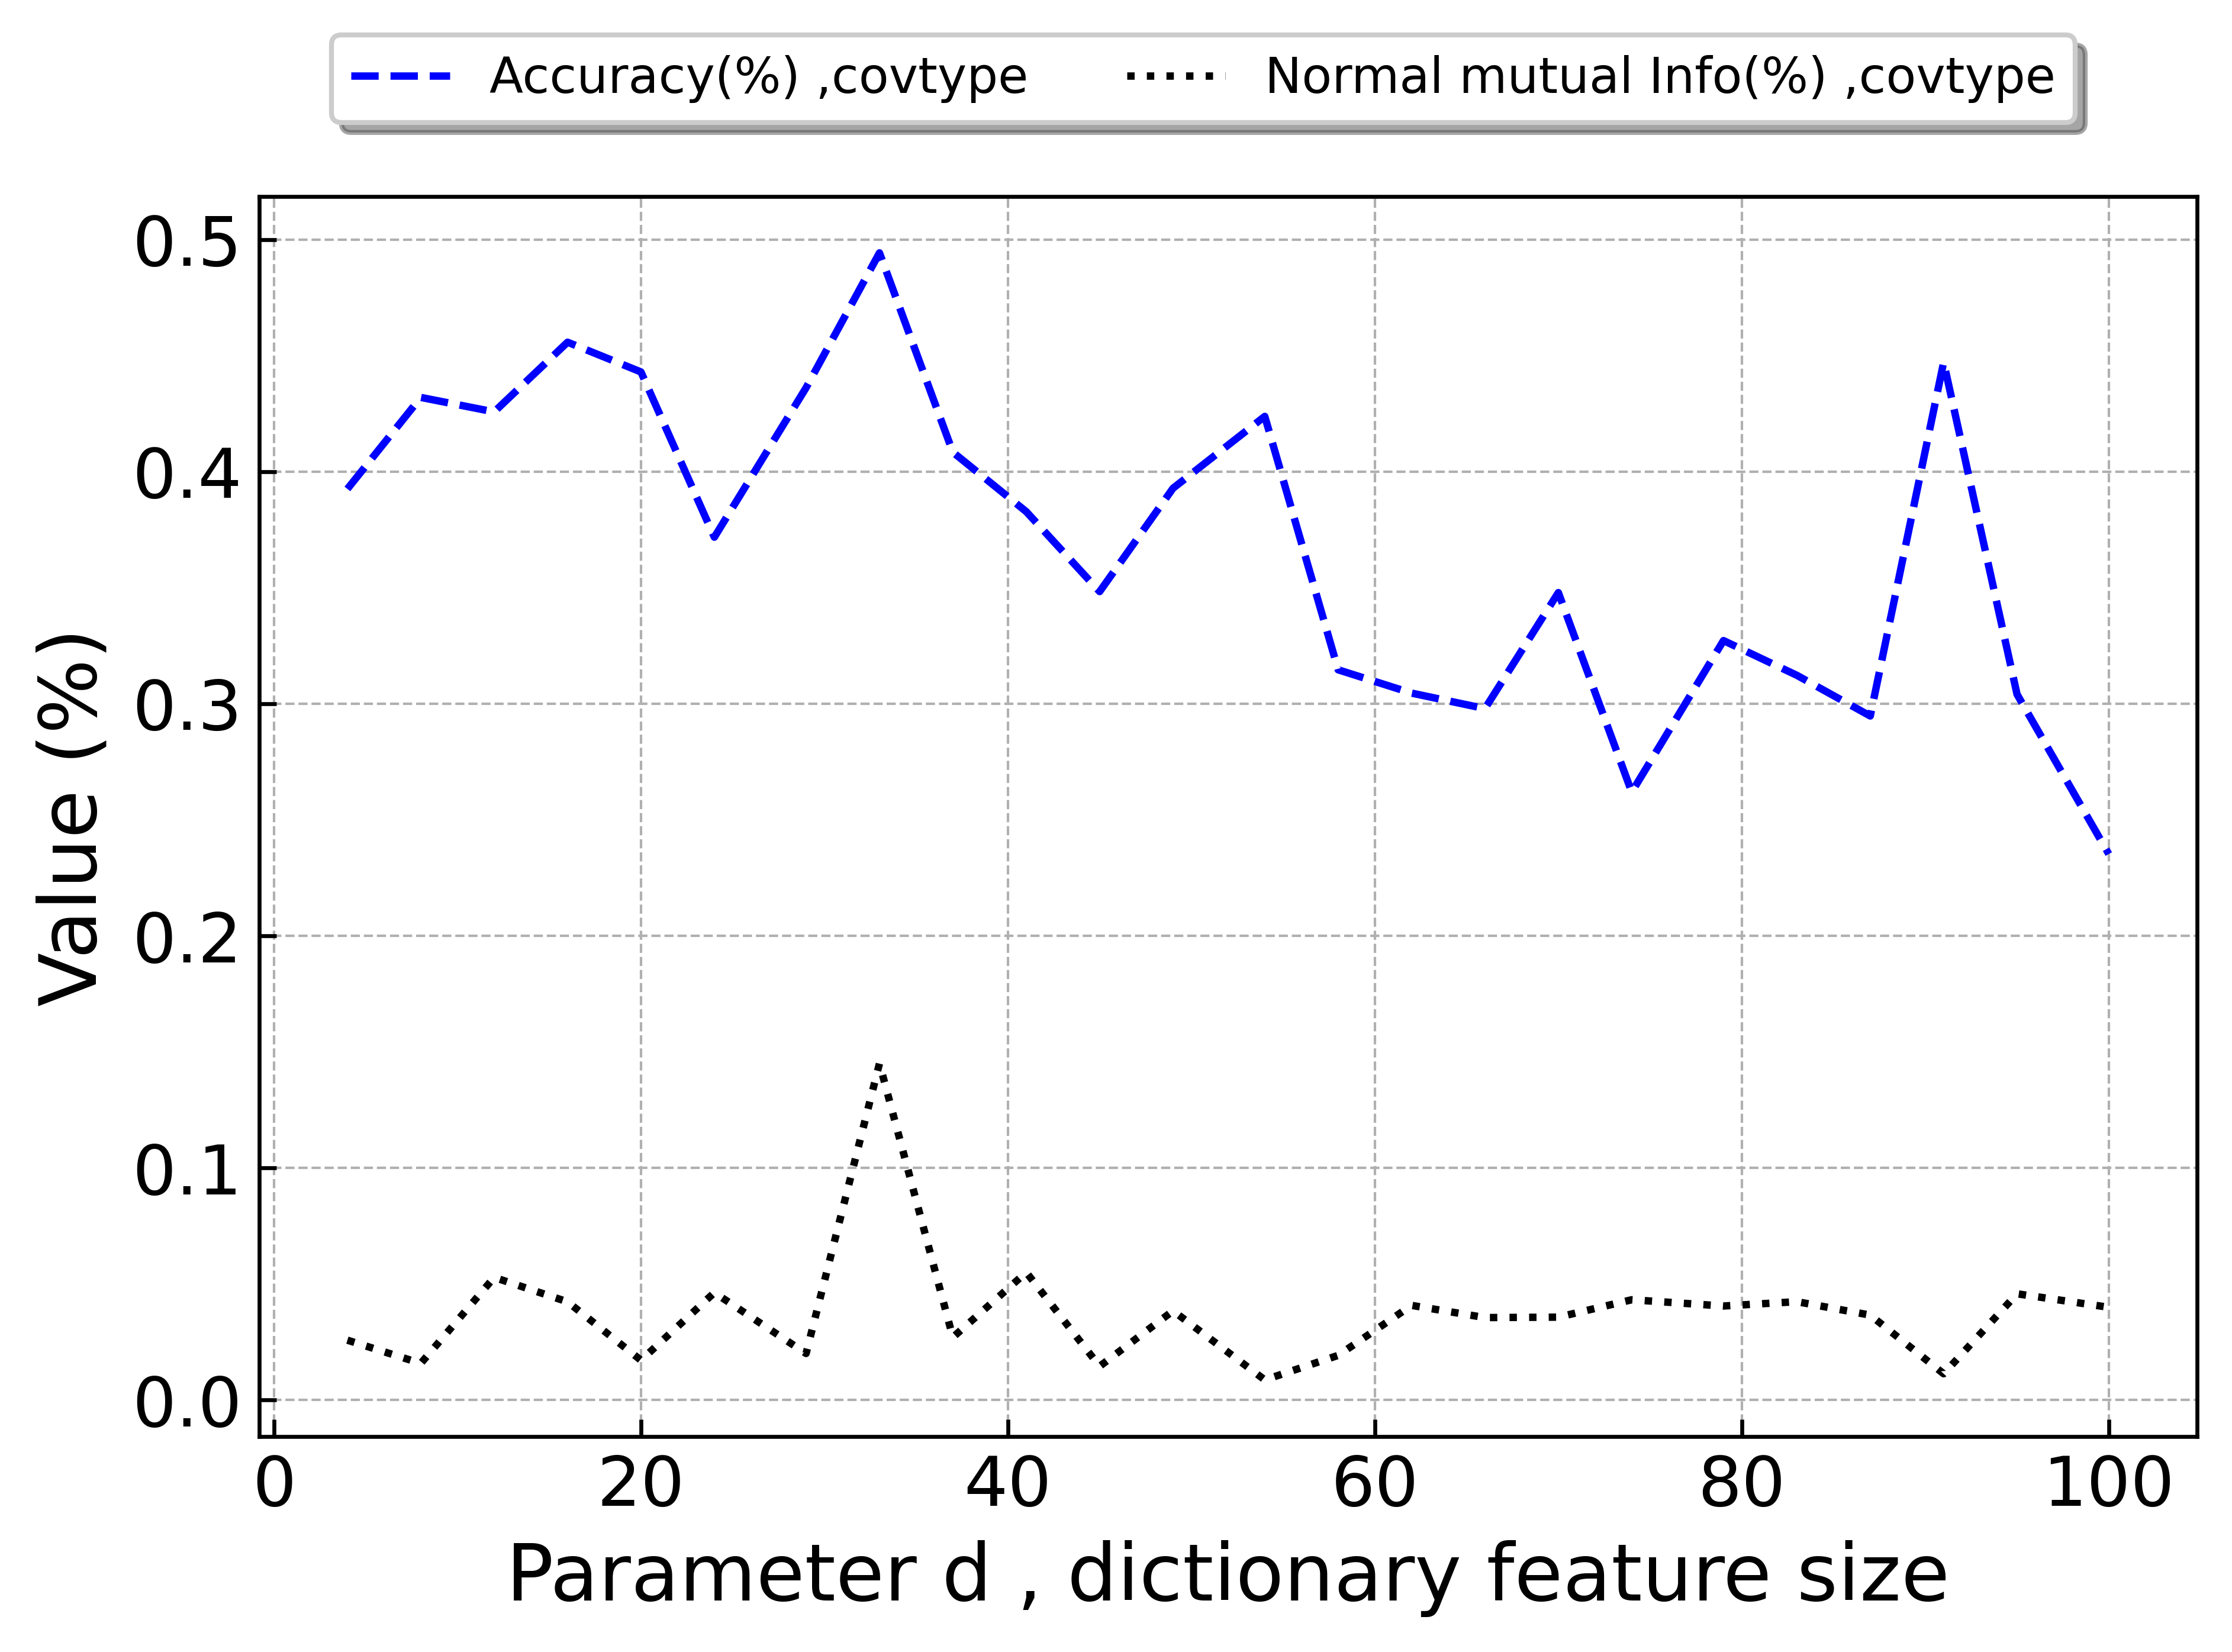 Accuracy(%) ,covtype
Normal mutual Info(%) ,covtype
Value (%)
0.5
0.4
0.3
0.2
0.1
0.0
0 20 40 60 80 100
Parameter d , dictionary feature size